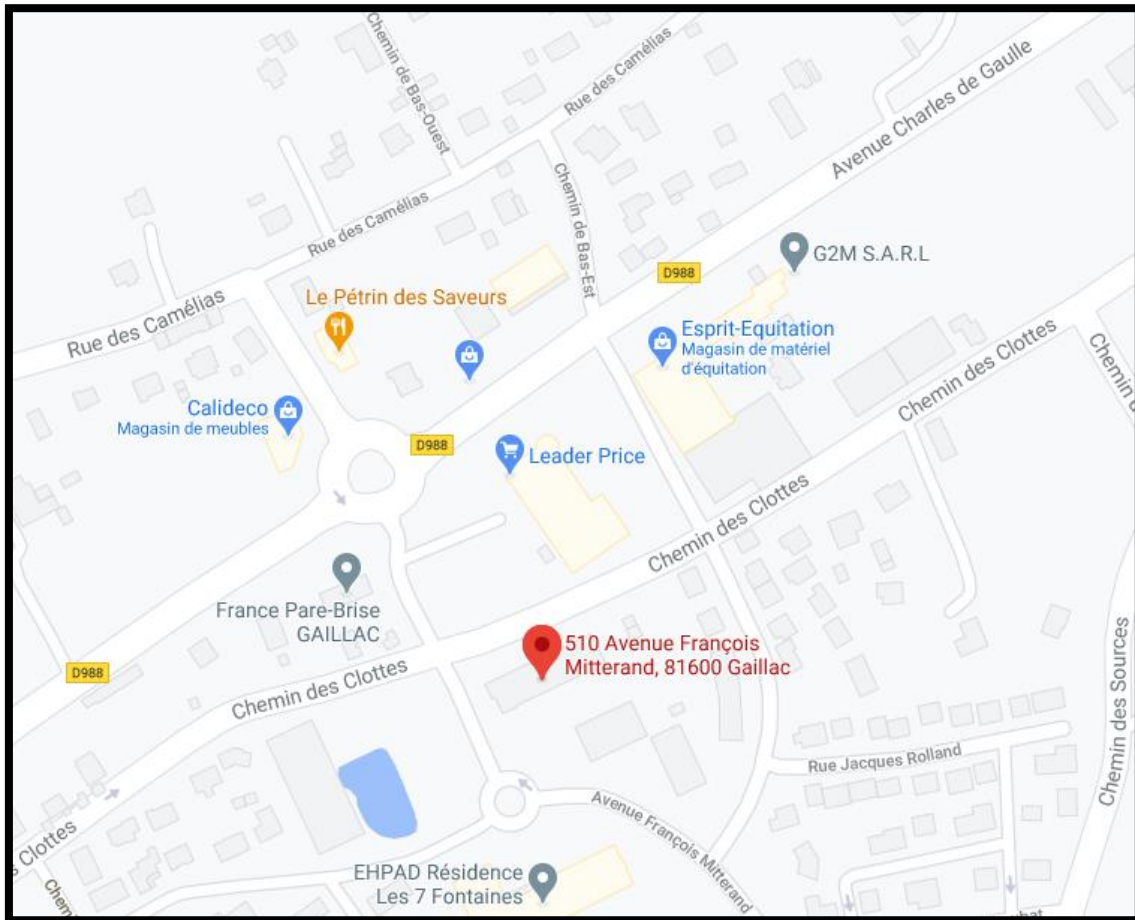 Chemin de Bas-Ouest
Rue des Camélias
Avenue Charles de Gaulle
Chemin de Bas-Est
Rue des Camélias
G2M S.A.R.L
D988
Le Pétrin des Saveurs
Rue des Camélias
Esprit-Equitation
Magasin de matériel
d'équitation
Chemin des Clottes
Calideco
Magasin de meubles
D988
Leader Price
Chemin des Clottes
France Pare-Brise
GAILLAC
510 Avenue François
Mitterand, 81600 Gaillac
D988
Chemin des Clottes
Chemin des Sources
Rue Jacques Rolland
Avenue François Mitterrand
Clottes
EHPAD Résidence
Les 7 Fontaines